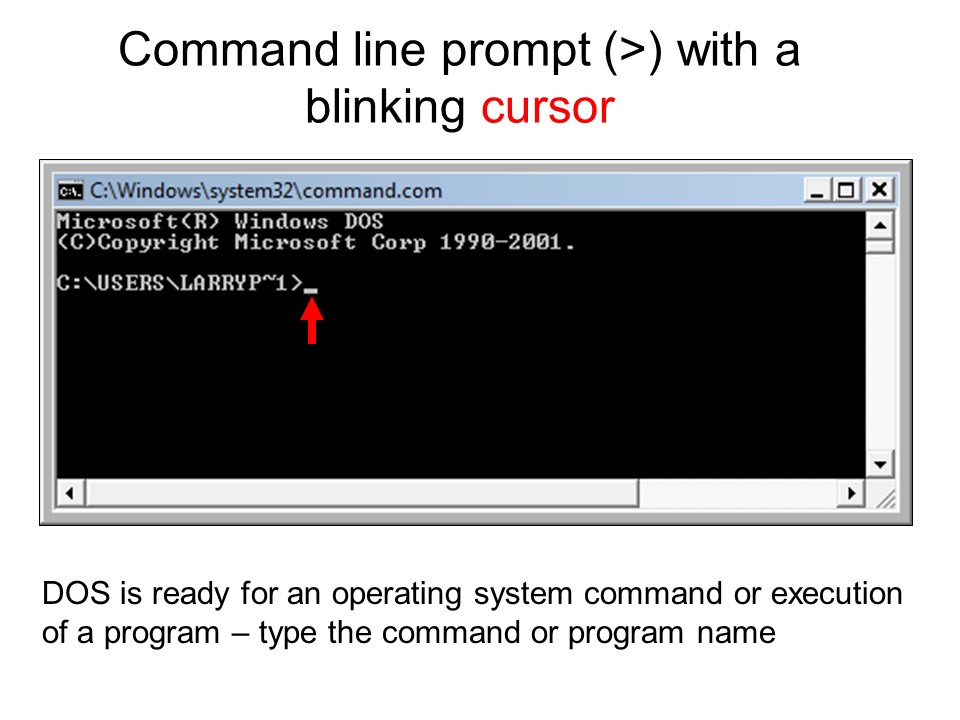 Command line prompt (>) with a
blinking cursor
C:\Windows\system32\command.com
Microsoft(R) Windows DOS
(C)Copyright Microsoft Corp 1990-2001.
C:\USERS\LARRYP~1>_
DOS is ready for an operating system command or execution
of a program – type the command or program name